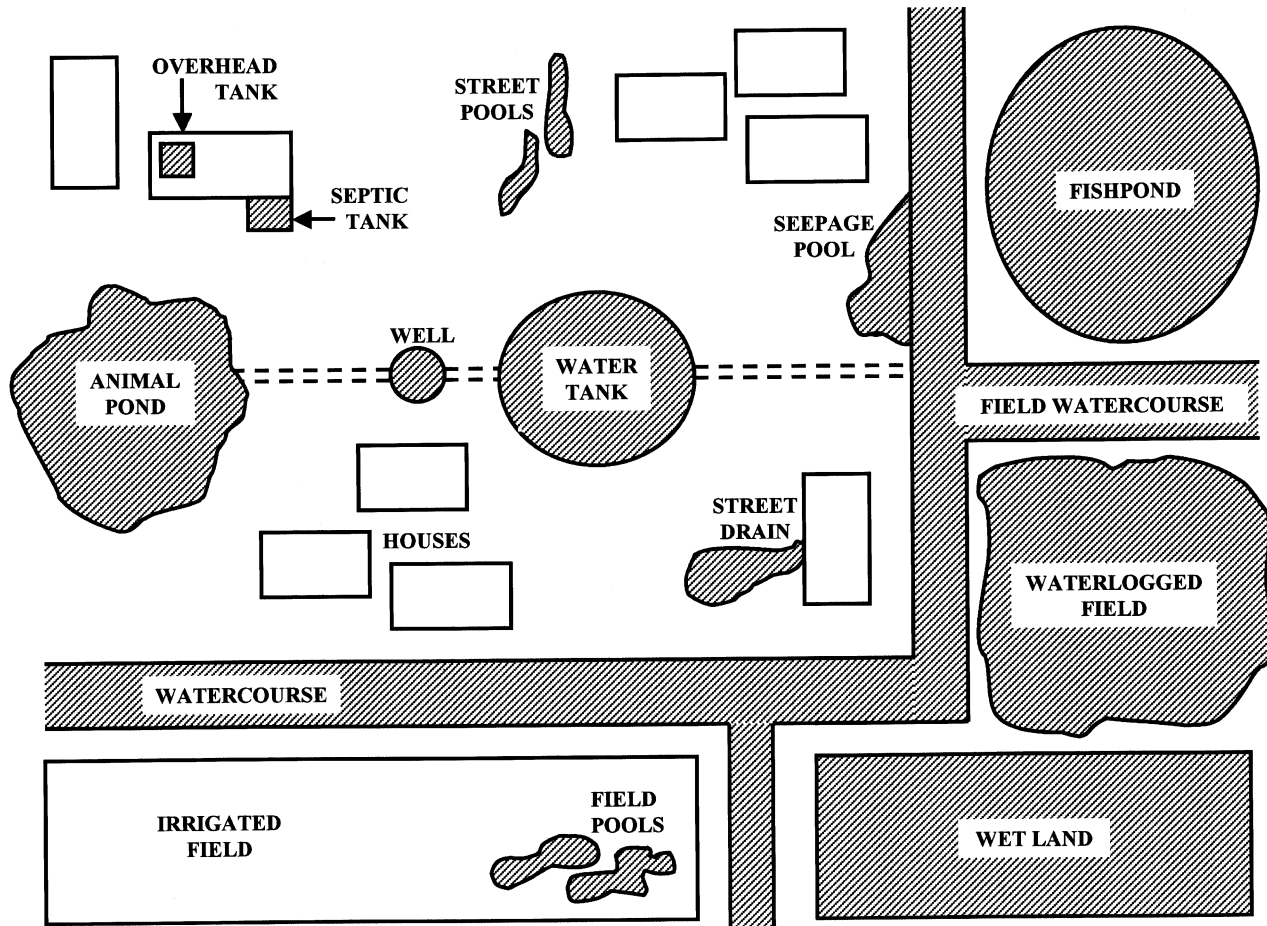 OVERHEAD
TANK
STREET
POOLS
SEPTIC
TANK
FISHPOND
SEEPAGE
POOL
WELL
ANIMAL
POND
WATER
TANK
FIELD WATERCOURSE
STREET
DRAIN
HOUSES
WATERLOGGED
FIELD
WATERCOURSE
IRRIGATED
FIELD
FIELD
POOLS
WET LAND